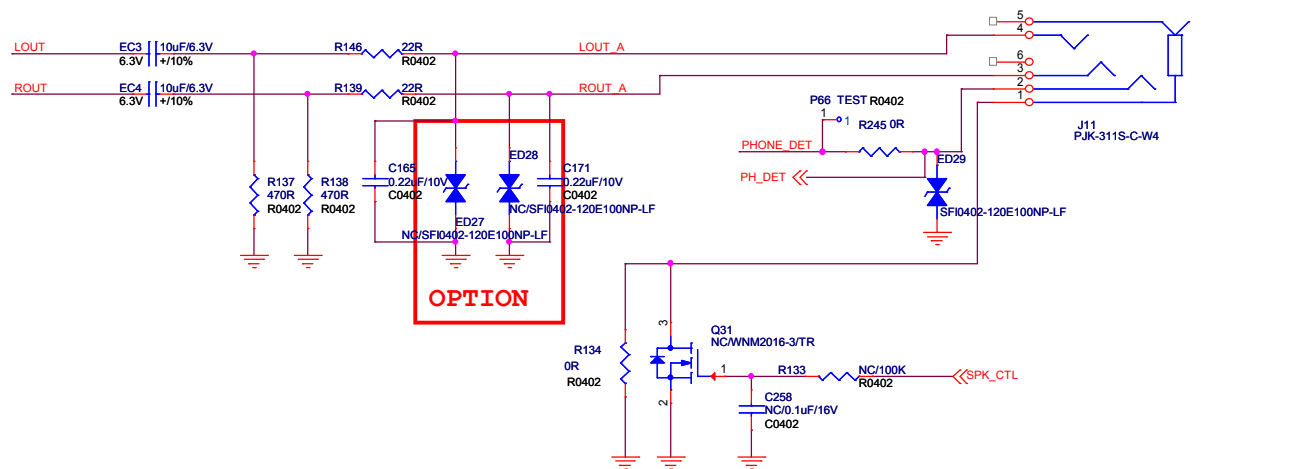 LOUT
EC3 10uF/6.3V
6.3V +/10%
R146 22R
R0402
LOUT_A
ROUT
EC4 10uF/6.3V
6.3V +/10%
R139 22R
R0402
ROUT_A
5
4
6
3
2
1
J11
PJK-311S-C-W4
P66 TEST R0402
1
1
R245 0R
PHONE_DET
PH_DET
ED29
SFI0402-120E100NP-LF
R137
470R
R0402
R138
470R
R0402
C165
0.22uF/10V
C0402
ED28
C171
0.22uF/10V
C0402
NC/SFI0402-120E100NP-LF
ED27
NC/SFI0402-120E100NP-LF
OPTION
R134
0R
R0402
3
Q31
NC/WNM2016-3/TR
1
2
R133 NC/100K
R0402
SPK_CTL
C258
NC/0.1uF/16V
C0402